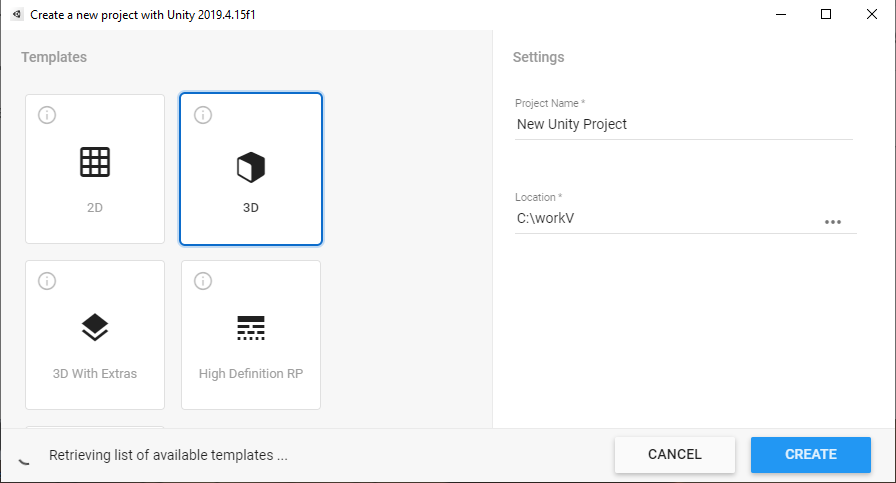 Create a new project with Unity 2019.4.15f1
Templates
2D
3D
3D With Extras
High Definition RP
Settings
Project Name *
New Unity Project
Location *
C:\workV
Retrieving list of available templates ...
CANCEL
CREATE